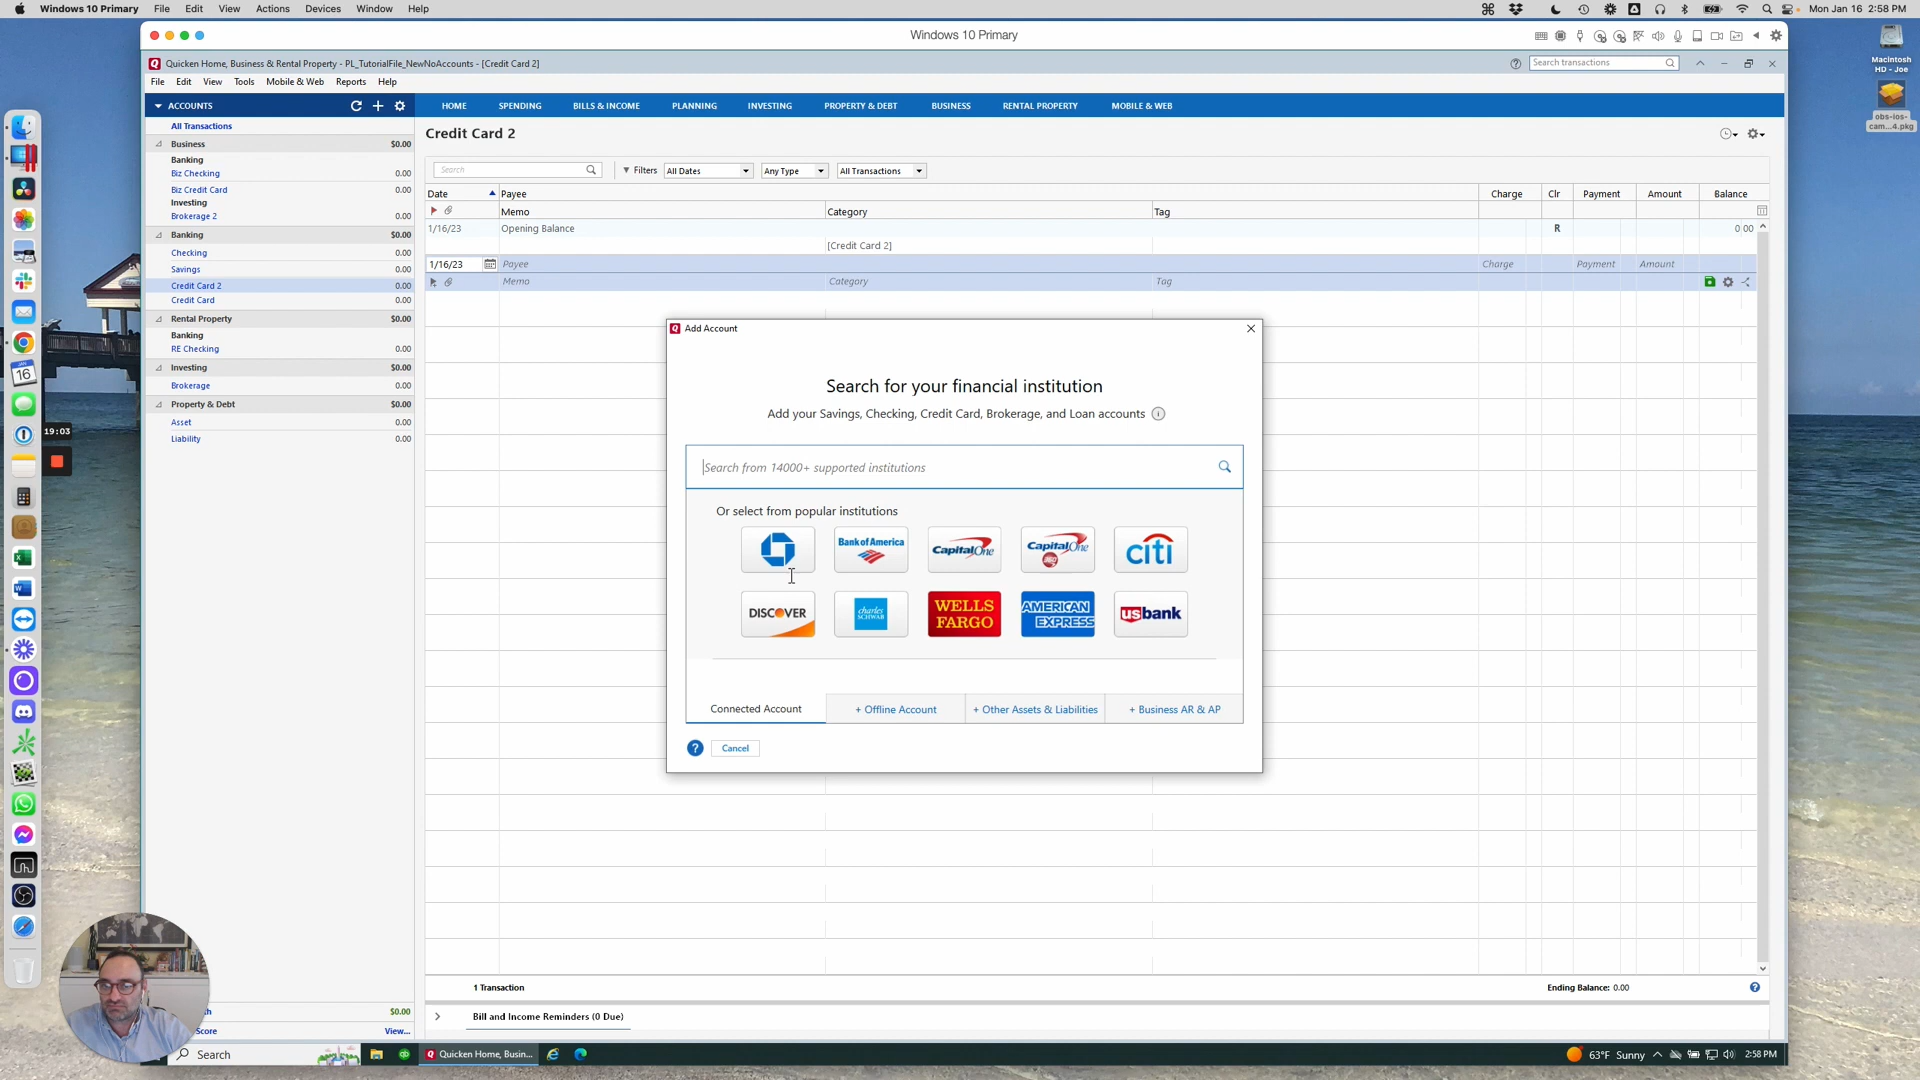 Windows 10 Primary File Edit View Actions Devices Window Help
Mon Jan 16 2:58 PM
Windows 10 Primary
Quicken Home, Business & Rental Property - PL_TutorialFile_NewNoAccounts - [Credit Card 2]
Search transactions
File Edit View Tools Mobile & Web Reports Help
ACCOUNTS
HOME SPENDING BILLS & INCOME PLANNING INVESTING PROPERTY & DEBT BUSINESS RENTAL PROPERTY MOBILE & WEB
All Transactions
Business $0.00
Banking
Biz Checking 0.00
Biz Credit Card 0.00
Investing
Brokerage 2 0.00
Banking $0.00
Checking 0.00
Savings 0.00
Credit Card 2 0.00
Credit Card 0.00
Rental Property $0.00
Banking
RE Checking 0.00
Investing $0.00
Brokerage 0.00
Property & Debt $0.00
Asset 0.00
Liability 0.00
$0.00
Score View...
Credit Card 2
Search
Filters All Dates Any Type All Transactions
Date Payee Charge Clr Payment Amount Balance
Memo Category Tag
1/16/23 Opening Balance R 0 00
[Credit Card 2]
1/16/23 Payee Charge Payment Amount
Memo Category Tag
Add Account
Search for your financial institution
Add your Savings, Checking, Credit Card, Brokerage, and Loan accounts
Search from 14000+ supported institutions
Or select from popular institutions
Bank of America
Capital One
Capital One
360
citi
DISCOVER
charles
SCHWAB
WELLS
FARGO
AMERICAN
EXPRESS
usbank
Connected Account + Offline Account + Other Assets & Liabilities + Business AR & AP
? Cancel
1 Transaction
Ending Balance: 0.00
Bill and Income Reminders (0 Due)
Search
Quicken Home, Busin...
63°F Sunny
2:58 PM
Macintosh
HD - Joe
obs-ios-
cam...4.pkg
19:03
JAN
16